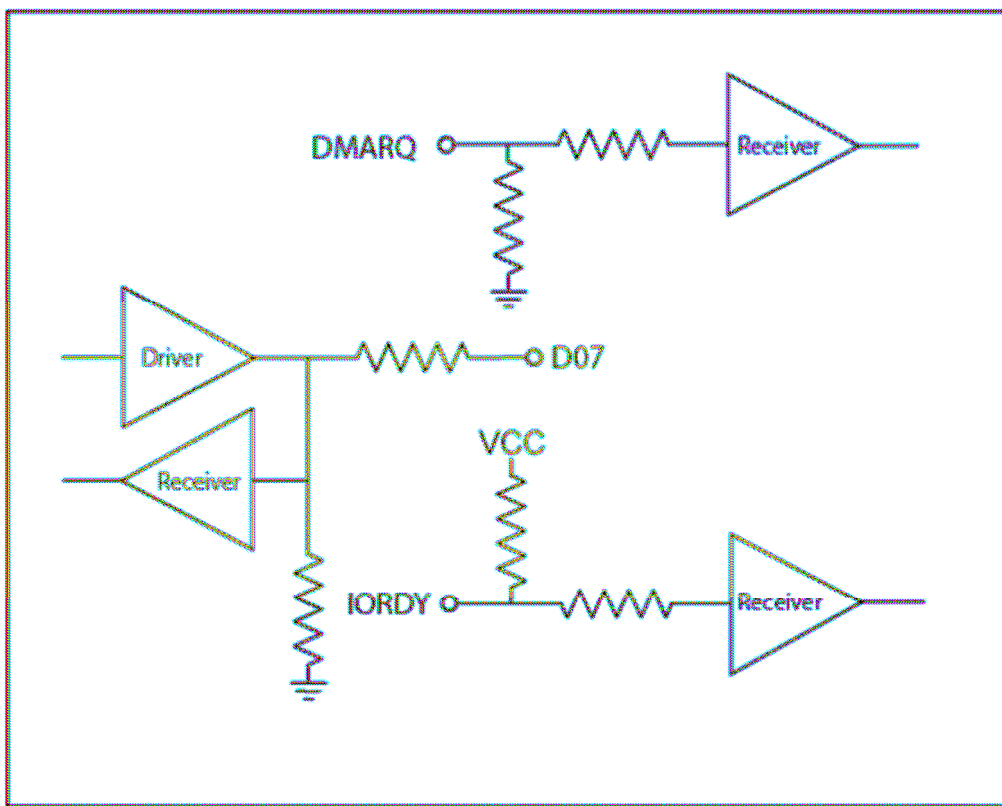 DMARQ
Receiver
Driver
D07
Receiver
VCC
IORDY
Receiver